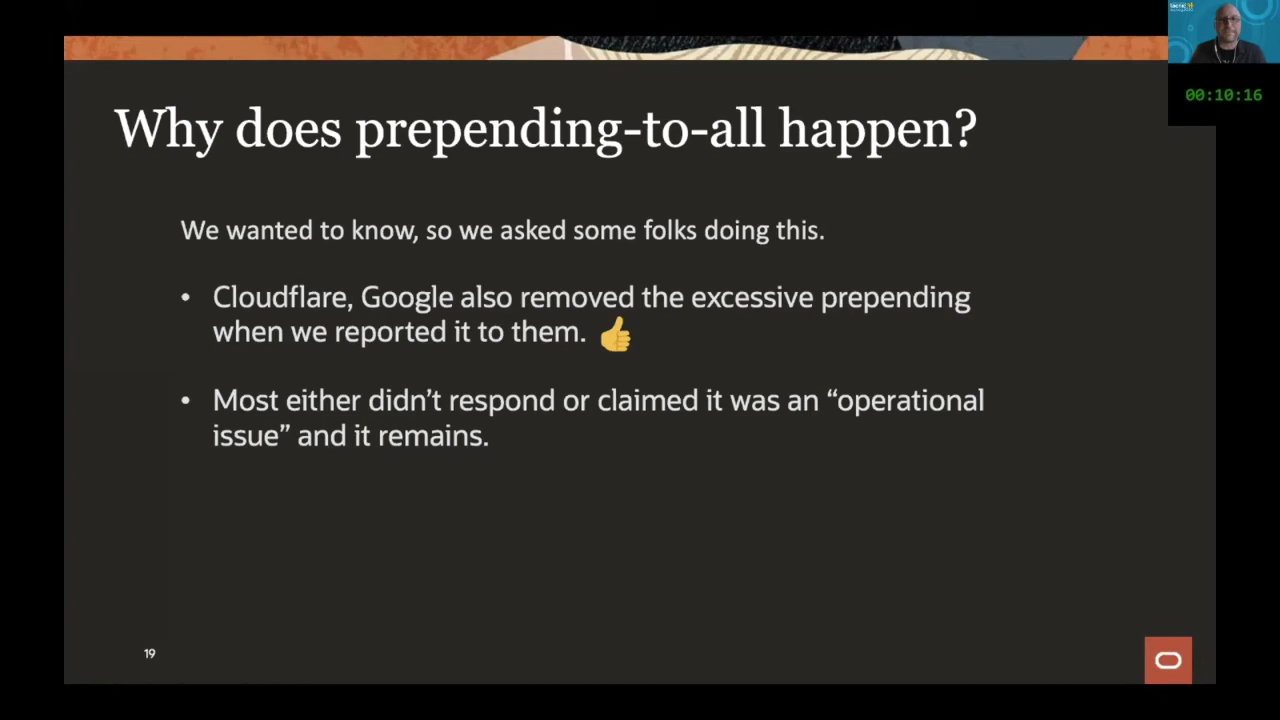 00:10:16
Why does prepending-to-all happen?
We wanted to know, so we asked some folks doing this.
• Cloudflare, Google also removed the excessive prepending
when we reported it to them. 👍
• Most either didn’t respond or claimed it was an “operational
issue” and it remains.
19